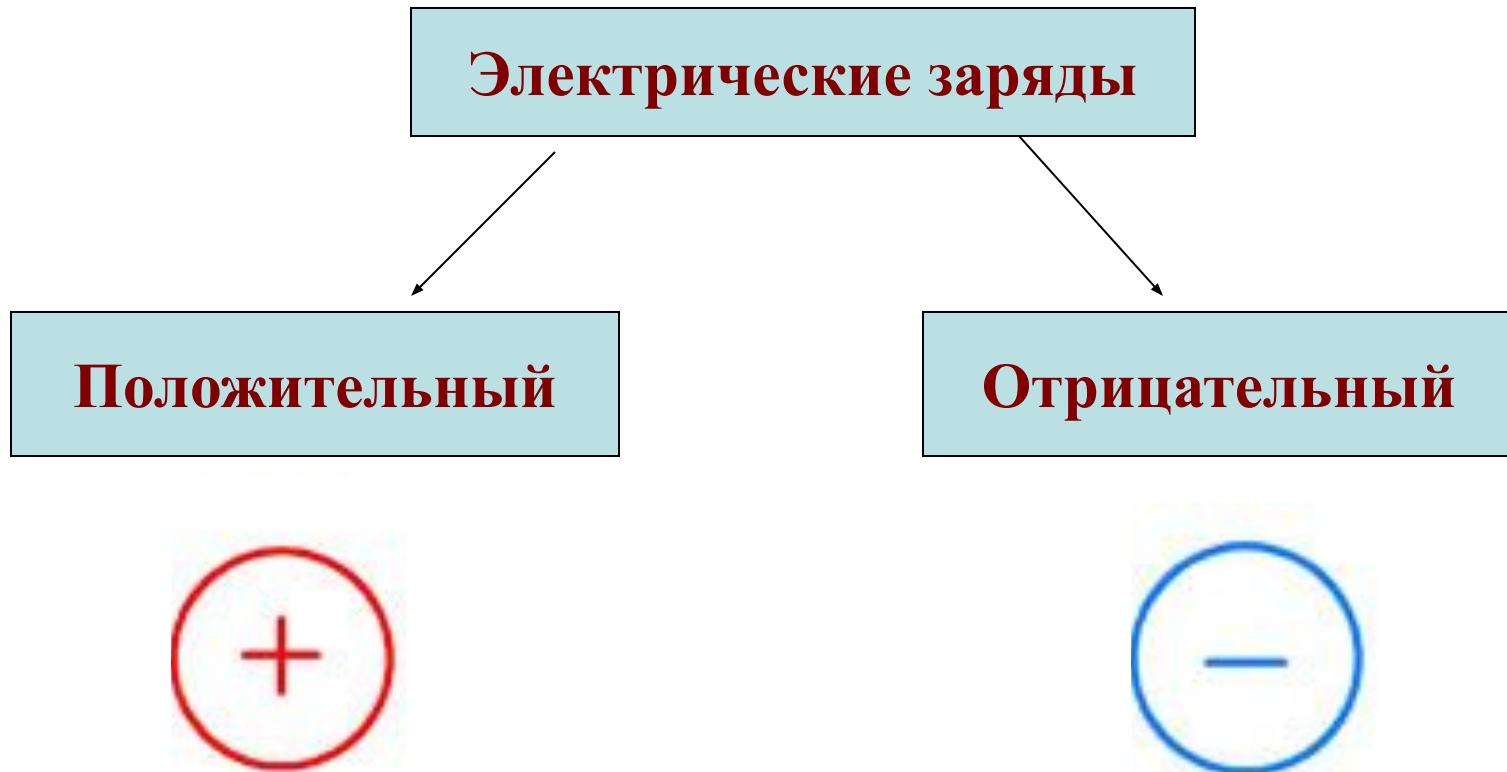 Электрические заряды
Положительный
Отрицательный
+
−